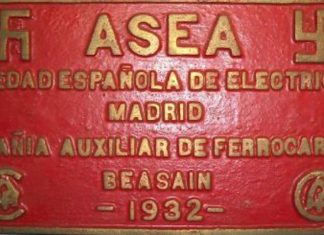 ASEA
EDAD ESPAÑOLA DE ELECTRIC
MADRID
AÑIA AUXILIAR DE FERROCAR
BEASAIN
-1932-